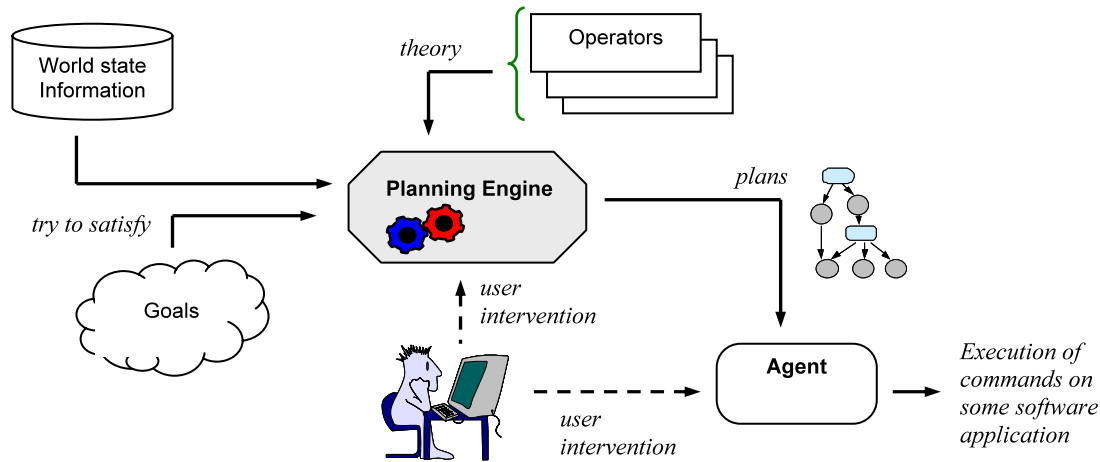 theory
Operators
World state
Information
Planning Engine
plans
try to satisfy
Goals
user
intervention
Agent
Execution of
commands on
some software
application
user
intervention